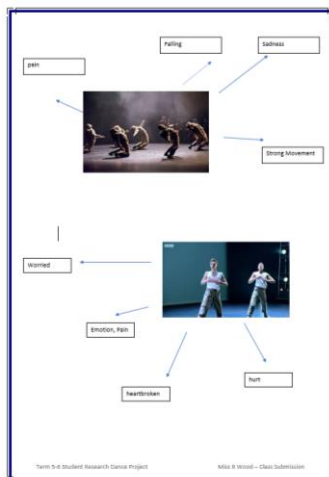 Falling
Sadness
pain
Strong Movement
Worried
Emotion, Pain
hurt
heartbroken
Term 5-6 Student Research Dance Project
Miss R Wood – Class Submission